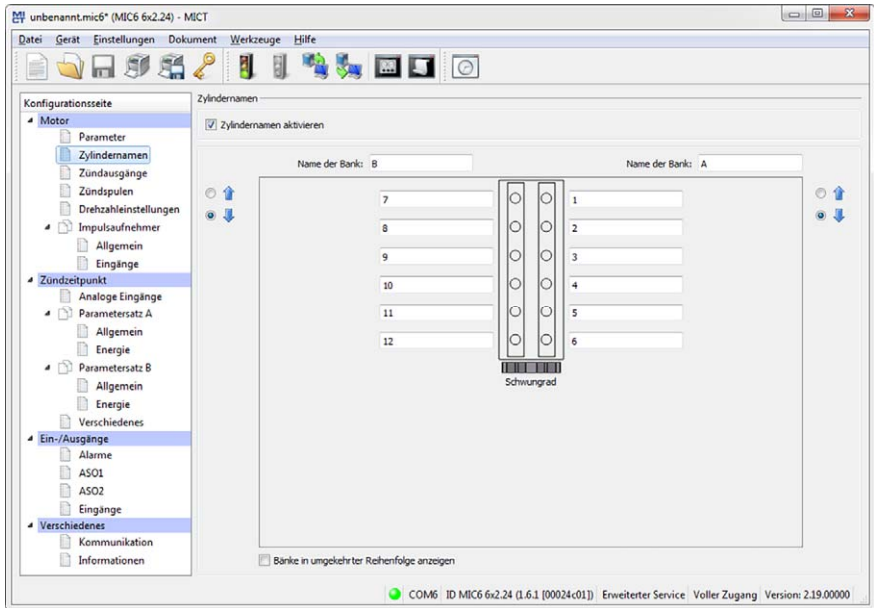 unbenannt.mic6* (MIC6 6x2.24) - MICT
Datei Gerät Einstellungen Dokument Werkzeuge Hilfe
Konfigurationsseite
Motor
Parameter
Zylindernamen
Zündausgänge
Zündspulen
Drehzahleinstellungen
Impulsaufnehmer
Allgemein
Eingänge
Zündzeitpunkt
Analoge Eingänge
Parametersatz A
Allgemein
Energie
Parametersatz B
Allgemein
Energie
Verschiedenes
Ein-/Ausgänge
Alarme
ASO1
ASO2
Eingänge
Verschiedenes
Kommunikation
Informationen
Zylindernamen
Zylindernamen aktivieren
Name der Bank: B Name der Bank: A
7 1
8 2
9 3
10 4
11 5
12 6
Schwungrad
Bänke in umgekehrter Reihenfolge anzeigen
COM6 ID MIC6 6x2.24 (1.6.1 [00024c01]) Erweiterter Service Voller Zugang Version: 2.19.00000